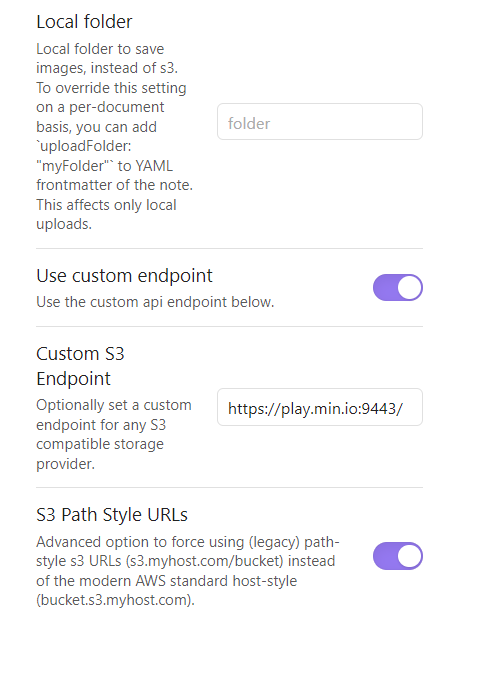 Local folder
Local folder to save
images, instead of s3.
To override this setting
on a per-document
basis, you can add
`uploadFolder:
"myFolder"` to YAML
frontmatter of the note.
This affects only local
uploads.
folder
Use custom endpoint
Use the custom api endpoint below.
Custom S3
Endpoint
Optionally set a custom
endpoint for any S3
compatible storage
provider.
https://play.min.io:9443/
S3 Path Style URLs
Advanced option to force using (legacy) path-
style s3 URLs (s3.myhost.com/bucket) instead
of the modern AWS standard host-style
(bucket.s3.myhost.com).